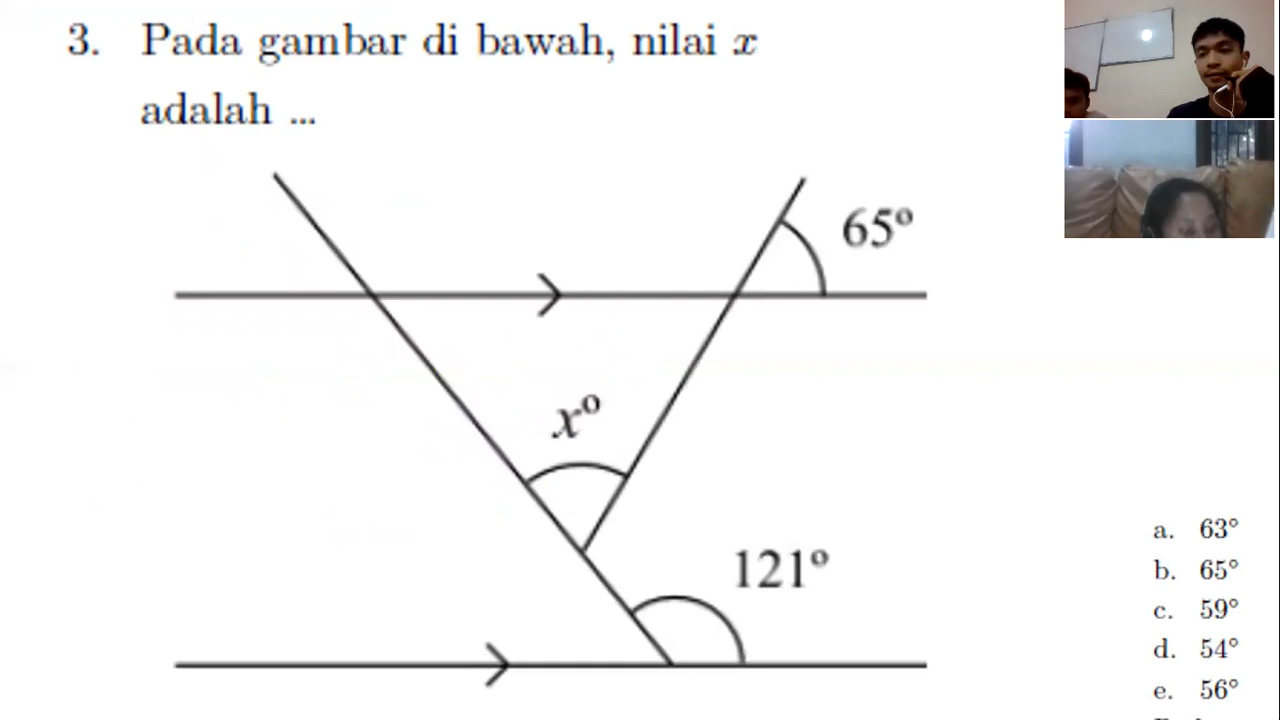 3. Pada gambar di bawah, nilai x
adalah ...
65°
x°
121°
a. 63°
b. 65°
c. 59°
d. 54°
e. 56°